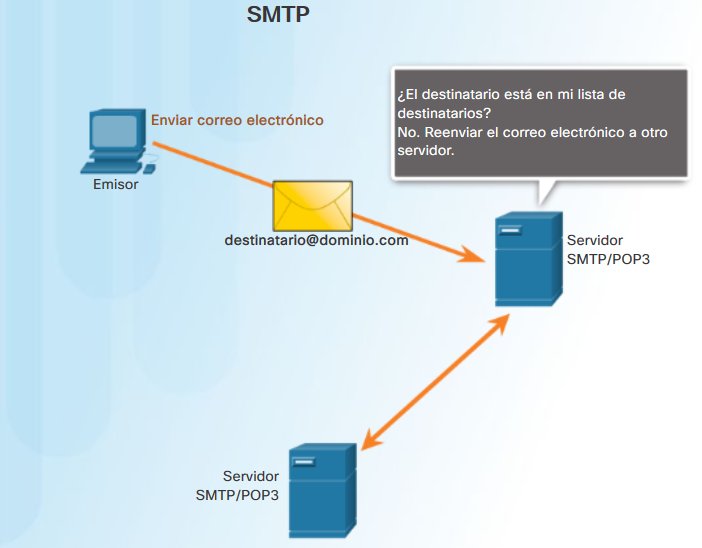 SMTP
¿El destinatario está en mi lista de
destinatarios?
No. Reenviar el correo electrónico a otro
servidor.
Enviar correo electrónico
Emisor
destinatario@dominio.com
Servidor
SMTP/POP3
Servidor
SMTP/POP3